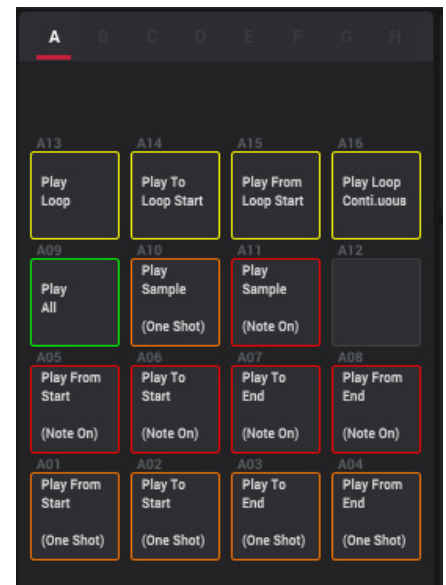 A B C D E F G H
A13 A14 A15 A16
Play Play To Play From Play Loop
Loop Loop Start Loop Start Conti.uous
A09 A10 A11 A12
Play Play
Play Sample Sample
All
(One Shot) (Note On)
A05 A06 A07 A08
Play From Play To Play To Play From
Start Start End End
(Note On) (Note On) (Note On) (Note On)
A01 A02 A03 A04
Play From Play To Play To Play From
Start Start End End
(One Shot) (One Shot) (One Shot) (One Shot)